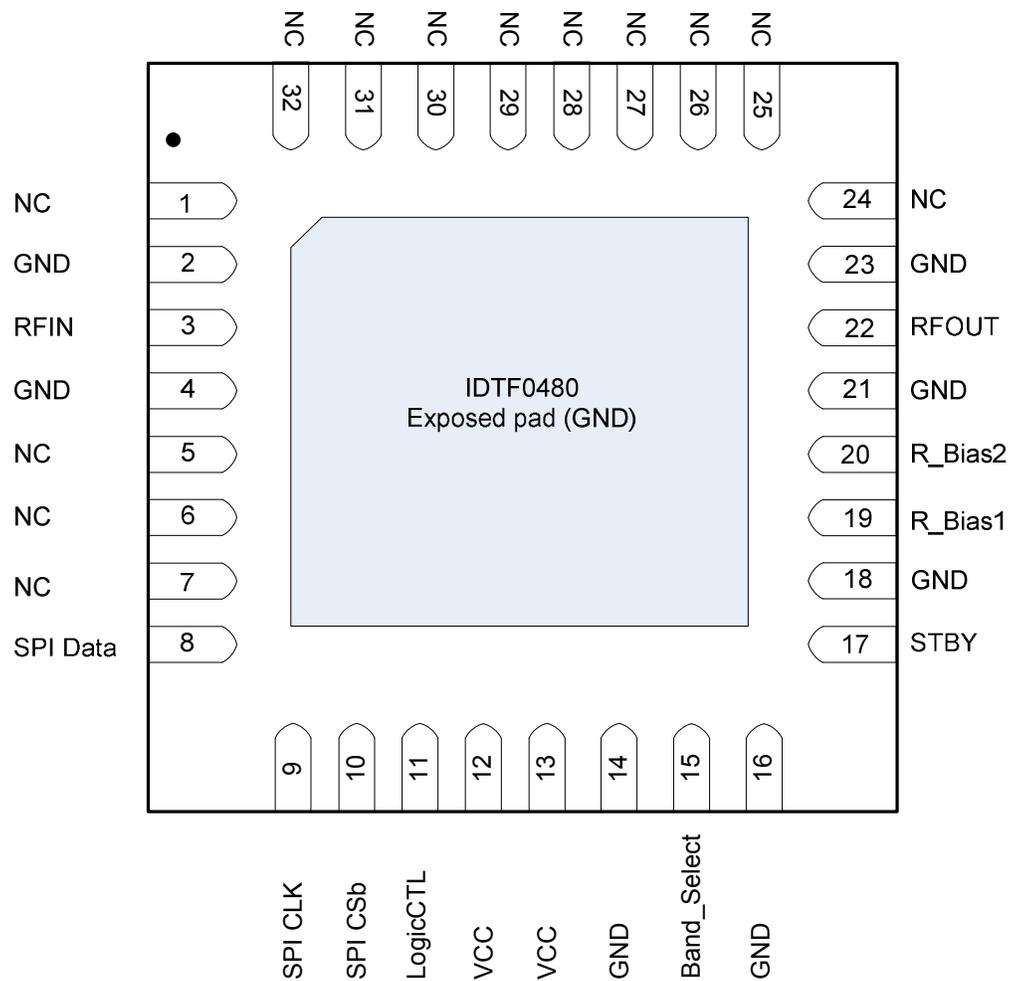 NC NC NC NC NC NC NC NC
32 31 30 29 28 27 26 25
NC 1 24 NC
GND 2 23 GND
RFIN 3 22 RFOUT
GND 4 21 GND
IDTF0480
Exposed pad (GND)
NC 5 20 R_Bias2
NC 6 19 R_Bias1
NC 7 18 GND
SPI Data 8 17 STBY
9 10 11 12 13 14 15 16
SPI CLK
SPI CSb
LogicCTL
VCC
VCC
GND
Band_Select
GND